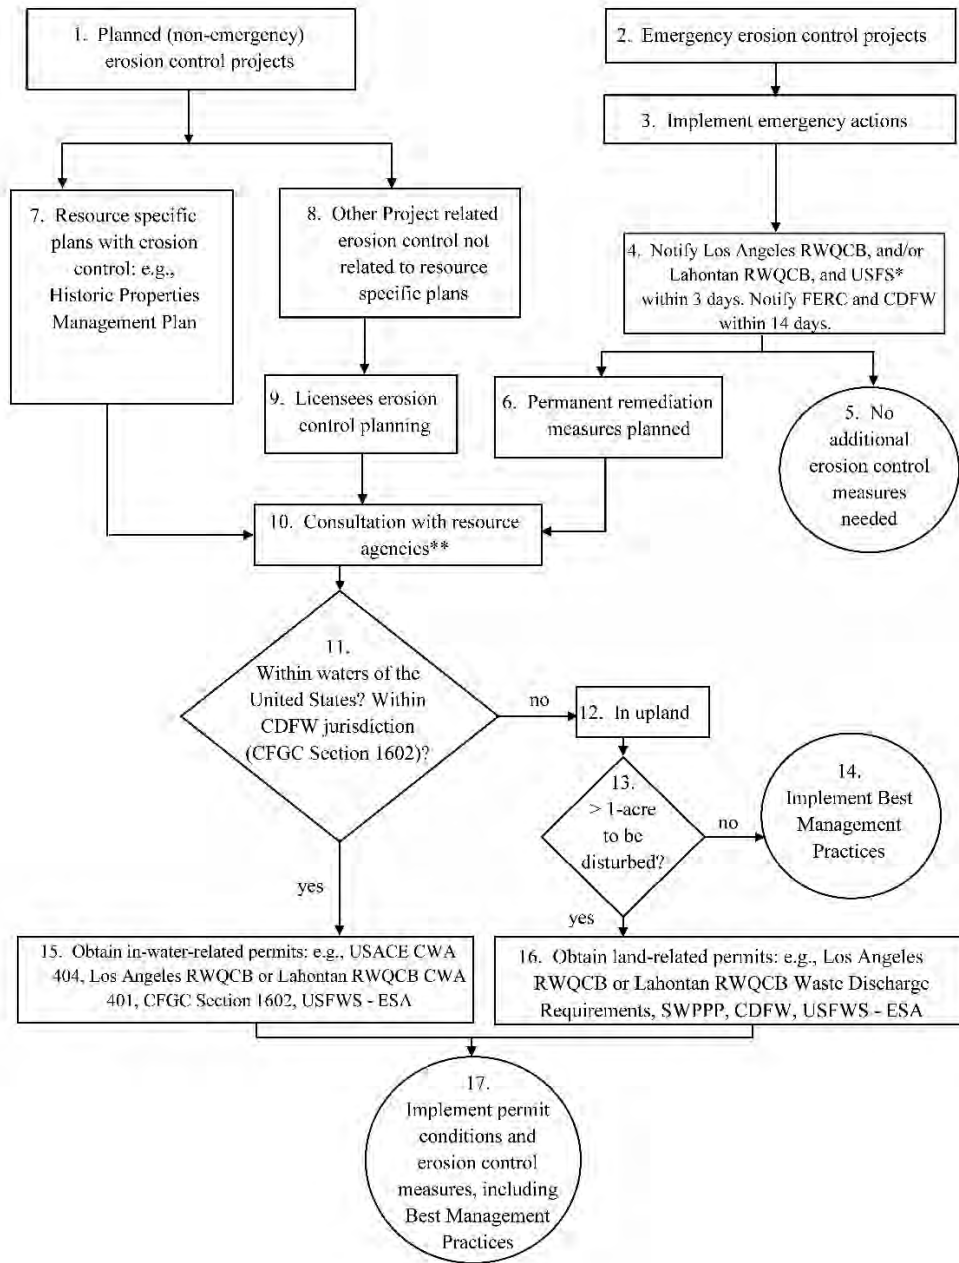 1. Planned (non-emergency)
erosion control projects
2. Emergency erosion control projects
3. Implement emergency actions
7. Resource specific
plans with erosion
control: e.g.,
Historic Properties
Management Plan
8. Other Project related
erosion control not
related to resource
specific plans
4. Notify Los Angeles RWQCB, and/or
Lahontan RWQCB, and USFS*
within 3 days. Notify FERC and CDFW
within 14 days.
9. Licensees erosion
control planning
6. Permanent remediation
measures planned
5. No
additional
erosion control
measures
needed
10. Consultation with resource
agencies**
11.
Within waters of the
United States? Within
CDFW jurisdiction
(CFGC Section 1602)?
no
12. In upland
13.
> 1-acre
to be
disturbed?
no
14.
Implement Best
Management
Practices
yes
yes
15. Obtain in-water-related permits: e.g., USACE CWA
404, Los Angeles RWQCB or Lahontan RWQCB CWA
401, CFGC Section 1602, USFWS - ESA
16. Obtain land-related permits: e.g., Los Angeles
RWQCB or Lahontan RWQCB Waste Discharge
Requirements, SWPPP, CDFW, USFWS - ESA
17.
Implement permit
conditions and
erosion control
measures, including
Best Management
Practices